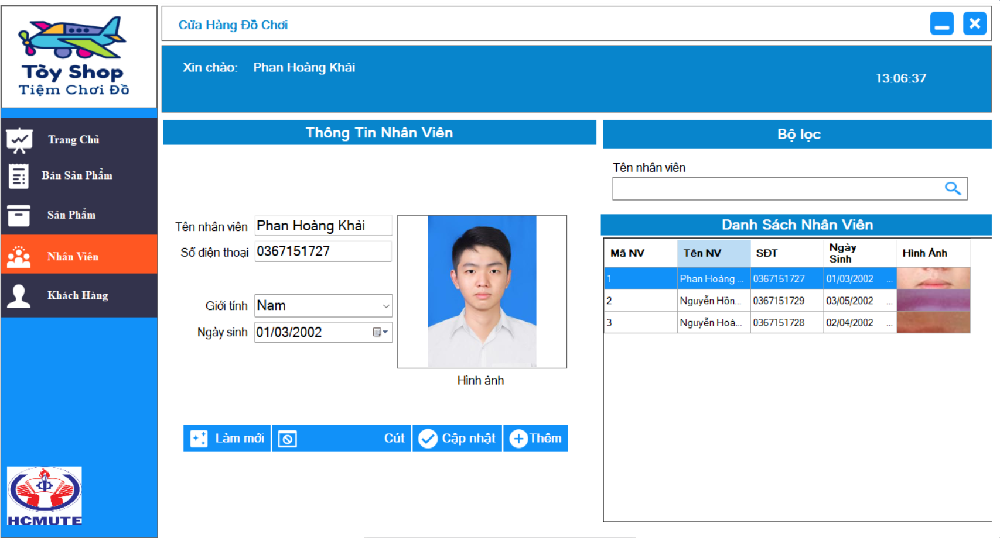 Tòy Shop
Tiệm Chơi Đồ
Cửa Hàng Đồ Chơi
Xin chào: Phan Hoàng Khải
13:06:37
Trang Chủ
Bán Sản Phẩm
Sản Phẩm
Nhân Viên
Khách Hàng
HCMUTE
Thông Tin Nhân Viên
Tên nhân viên Phan Hoàng Khải
Số điện thoại 0367151727
Giới tính Nam
Ngày sinh 01/03/2002
Hình ảnh
Làm mới Cút Cập nhật Thêm
Bộ lọc
Tên nhân viên
Danh Sách Nhân Viên
Mã NV Tên NV SĐT Ngày Sinh Hình Ảnh
1 Phan Hoàng ... 0367151727 01/03/2002 ...
2 Nguyễn Hồn... 0367151729 03/05/2002 ...
3 Nguyễn Hoà... 0367151728 02/04/2002 ...